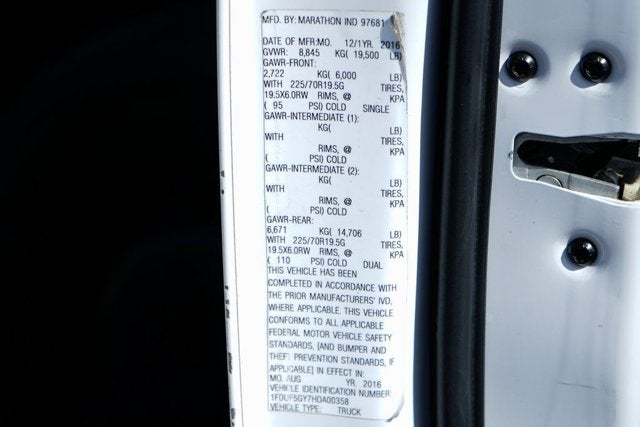 MFD. BY: MARATHON IND 97681
DATE OF MFR:MO. 12/1YR. 2016
GVWR: 8,845 KG( 19,500 LB)
GAWR-FRONT:
2,722 KG( 6,000 LB)
WITH 225/70R19.5G TIRES,
19.5X6.0RW RIMS, @ KPA
( 95 PSI) COLD SINGLE
GAWR-INTERMEDIATE (1):
KG( LB)
WITH TIRES,
RIMS, @ KPA
( PSI) COLD
GAWR-INTERMEDIATE (2):
KG( LB)
WITH TIRES,
RIMS, @ KPA
( PSI) COLD
GAWR-REAR:
6,671 KG( 14,706 LB)
WITH 225/70R19.5G TIRES,
19.5X6.0RW RIMS, @ KPA
( 110 PSI) COLD DUAL
THIS VEHICLE HAS BEEN
COMPLETED IN ACCORDANCE WITH
THE PRIOR MANUFACTURERS' IVD.
WHERE APPLICABLE. THIS VEHICLE
CONFORMS TO ALL APPLICABLE
FEDERAL MOTOR VEHICLE SAFETY
STANDARDS, [AND BUMPER AND
THEFT PREVENTION STANDARDS, IF
APPLICABLE] IN EFFECT IN:
MO. AUG YR. 2016
VEHICLE IDENTIFICATION NUMBER
1FDUF5GY7HDA00358
VEHICLE TYPE: TRUCK